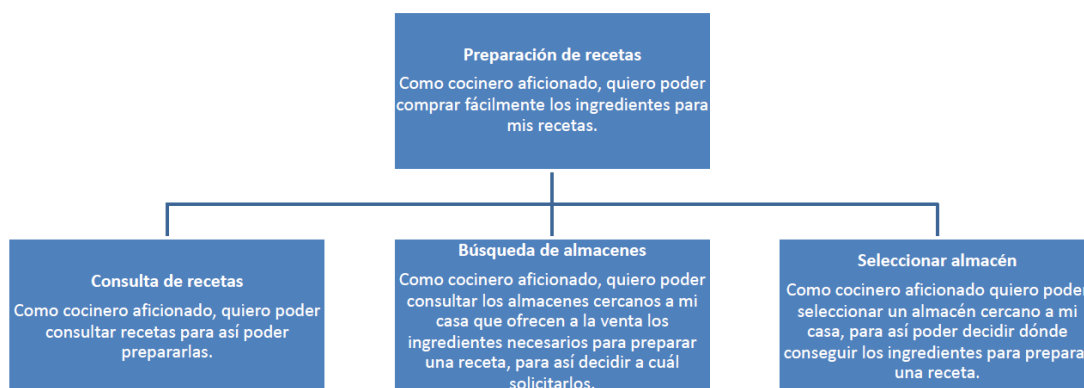 Preparación de recetas
Como cocinero aficionado, quiero poder
comprar fácilmente los ingredientes para
mis recetas.
Consulta de recetas
Como cocinero aficionado, quiero poder
consultar recetas para así poder
prepararlas.
Búsqueda de almacenes
Como cocinero aficionado, quiero poder
consultar los almacenes cercanos a mi
casa que ofrecen a la venta los
ingredientes necesarios para preparar
una receta, para así decidir a cuál
solicitarlos.
Seleccionar almacén
Como cocinero aficionado quiero poder
seleccionar un almacén cercano a mi
casa, para así poder decidir dónde
conseguir los ingredientes para preparar
una receta.